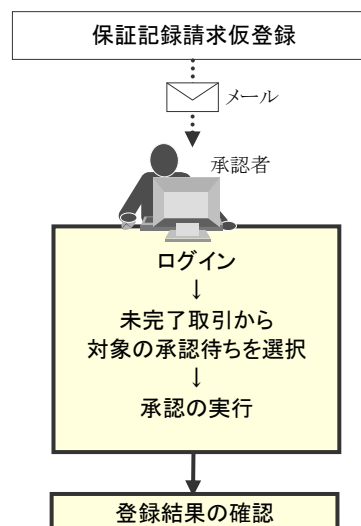 保証記録請求仮登録
メール
承認者
ログイン
↓
未完了取引から
対象の承認待ちを選択
↓
承認の実行
登録結果の確認